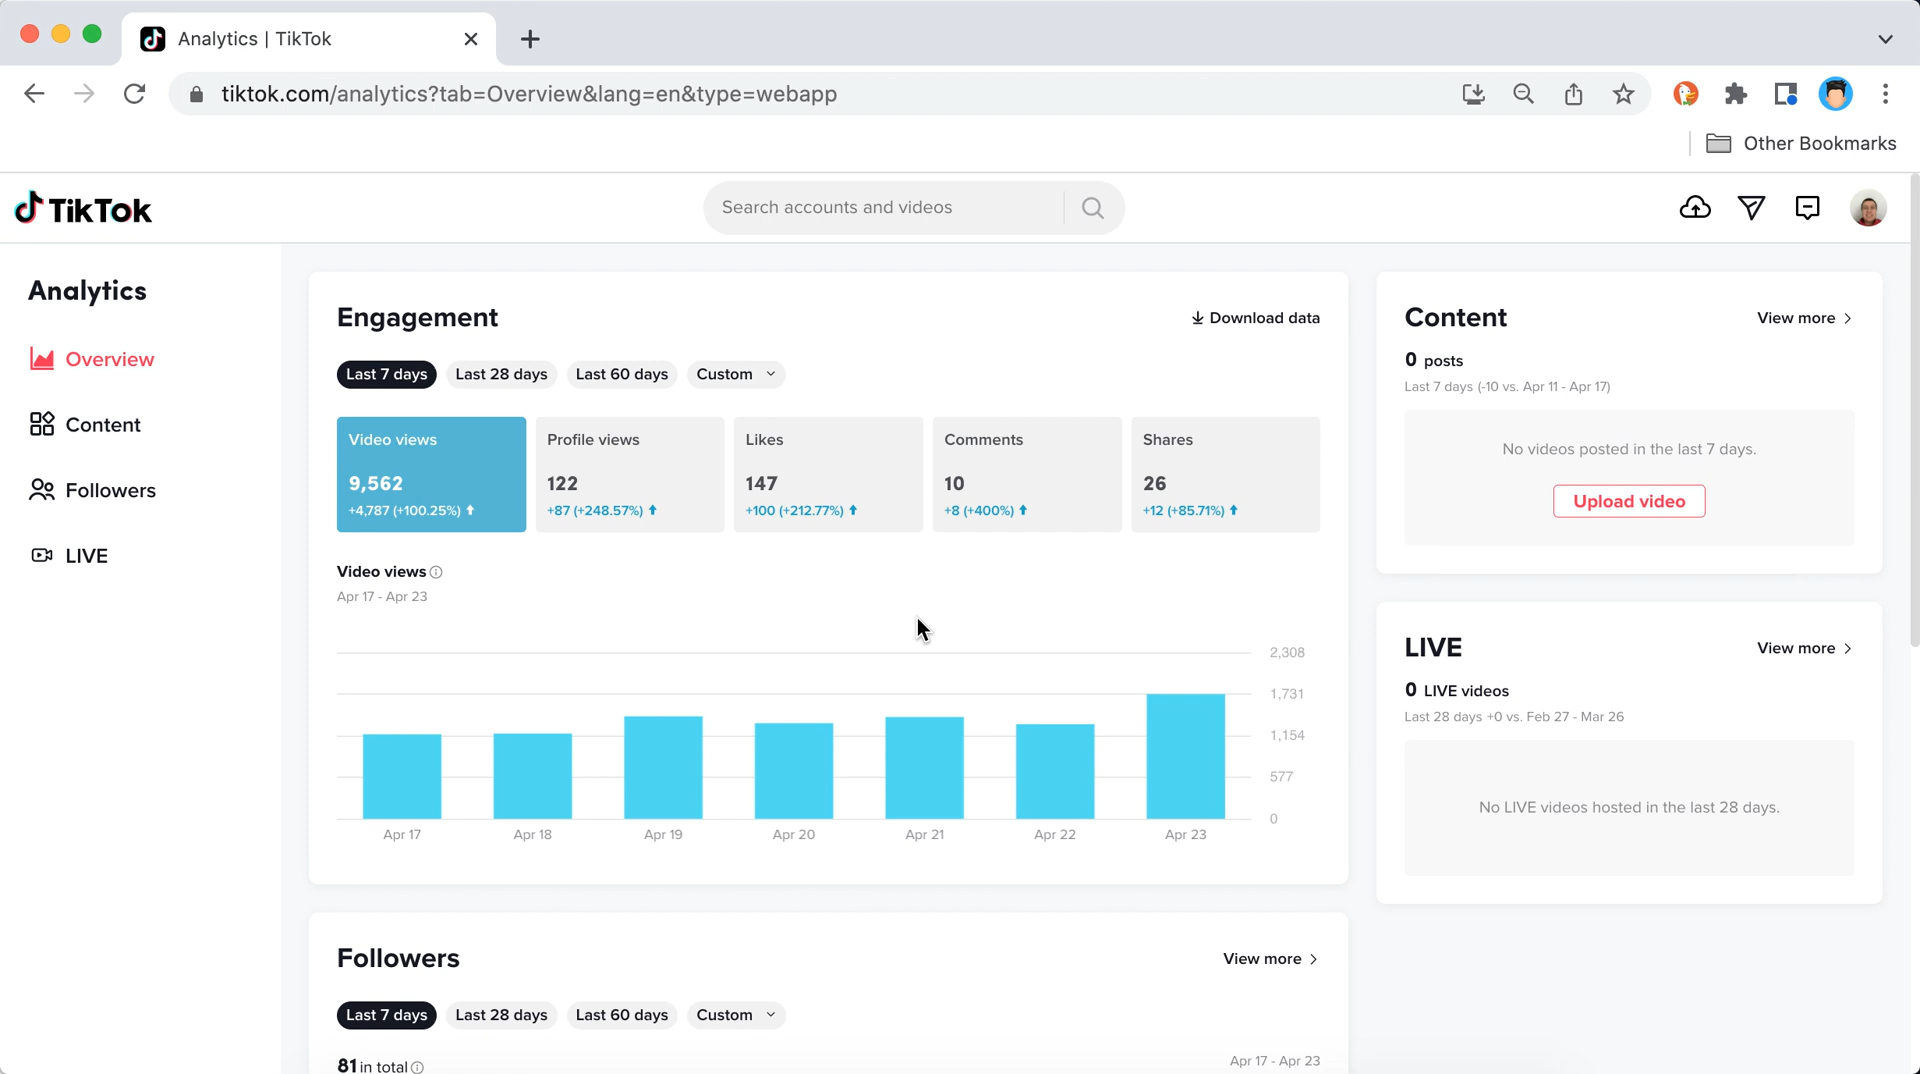 Analytics | TikTok
tiktok.com/analytics?tab=Overview&lang=en&type=webapp
Other Bookmarks
TikTok
Search accounts and videos
Analytics
Overview
Content
Followers
LIVE
Engagement
Download data
Last 7 days
Last 28 days
Last 60 days
Custom
Video views
9,562
+4,787 (+100.25%)
Profile views
122
+87 (+248.57%)
Likes
147
+100 (+212.77%)
Comments
10
+8 (+400%)
Shares
26
+12 (+85.71%)
Video views
Apr 17 - Apr 23
2,308
1,731
1,154
577
0
Apr 17
Apr 18
Apr 19
Apr 20
Apr 21
Apr 22
Apr 23
Followers
View more
Last 7 days
Last 28 days
Last 60 days
Custom
81 in total
Apr 17 - Apr 23
Content
View more
0 posts
Last 7 days (-10 vs. Apr 11 - Apr 17)
No videos posted in the last 7 days.
Upload video
LIVE
View more
0 LIVE videos
Last 28 days +0 vs. Feb 27 - Mar 26
No LIVE videos hosted in the last 28 days.